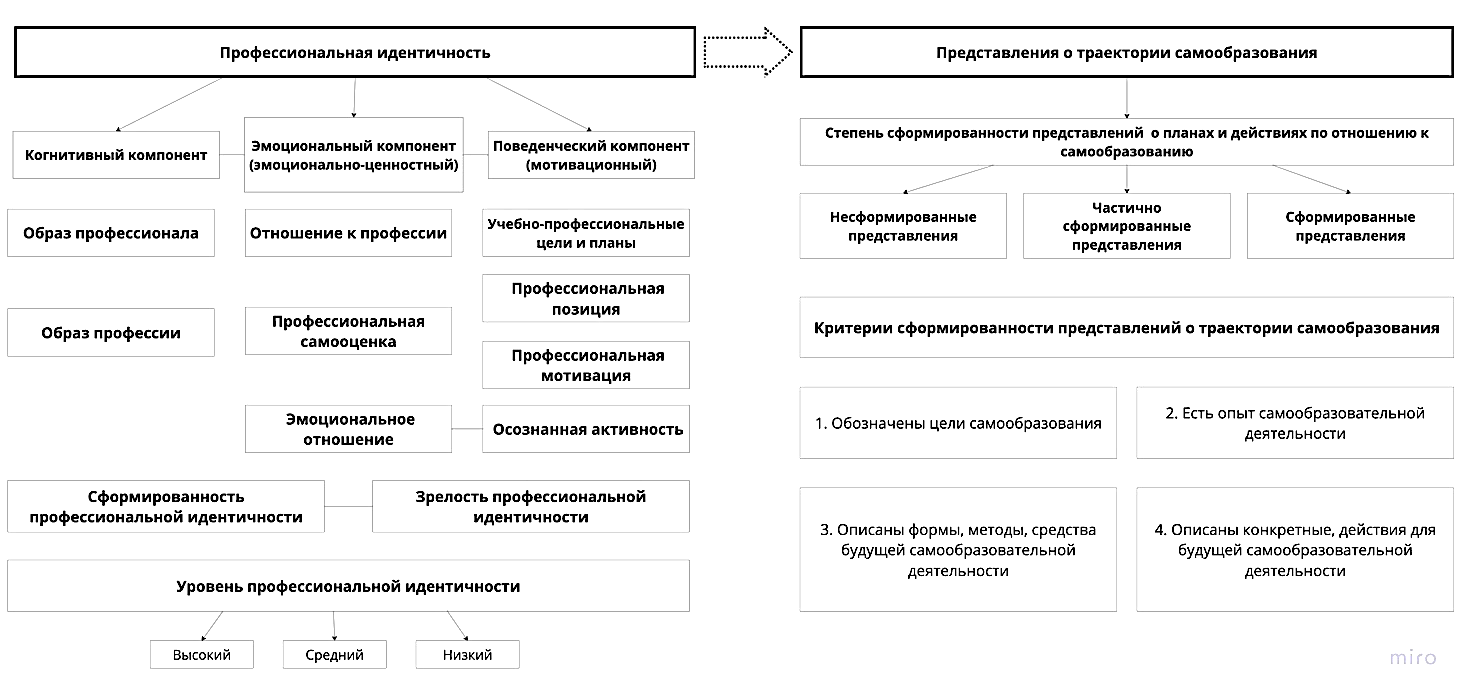 Профессиональная идентичность
Когнитивный компонент
Эмоциональный компонент
(эмоционально-ценностный)
Поведенческий компонент
(мотивационный)
Образ профессионала
Отношение к профессии
Учебно-профессиональные
цели и планы
Профессиональная
позиция
Образ профессии
Профессиональная
самооценка
Профессиональная
мотивация
Эмоциональное
отношение
Осознанная активность
Сформированность
профессиональной идентичности
Зрелость профессиональной
идентичности
Уровень профессиональной идентичности
Высокий
Средний
Низкий
Представления о траектории самообразования
Степень сформированности представлений о планах и действиях по отношению к
самообразованию
Несформированные
представления
Частично
сформированные
представления
Сформированные
представления
Критерии сформированности представлений о траектории самообразования
1. Обозначены цели самообразования
2. Есть опыт самообразовательной
деятельности
3. Описаны формы, методы, средства
будущей самообразовательной
деятельности
4. Описаны конкретные, действия для
будущей самообразовательной
деятельности
miro